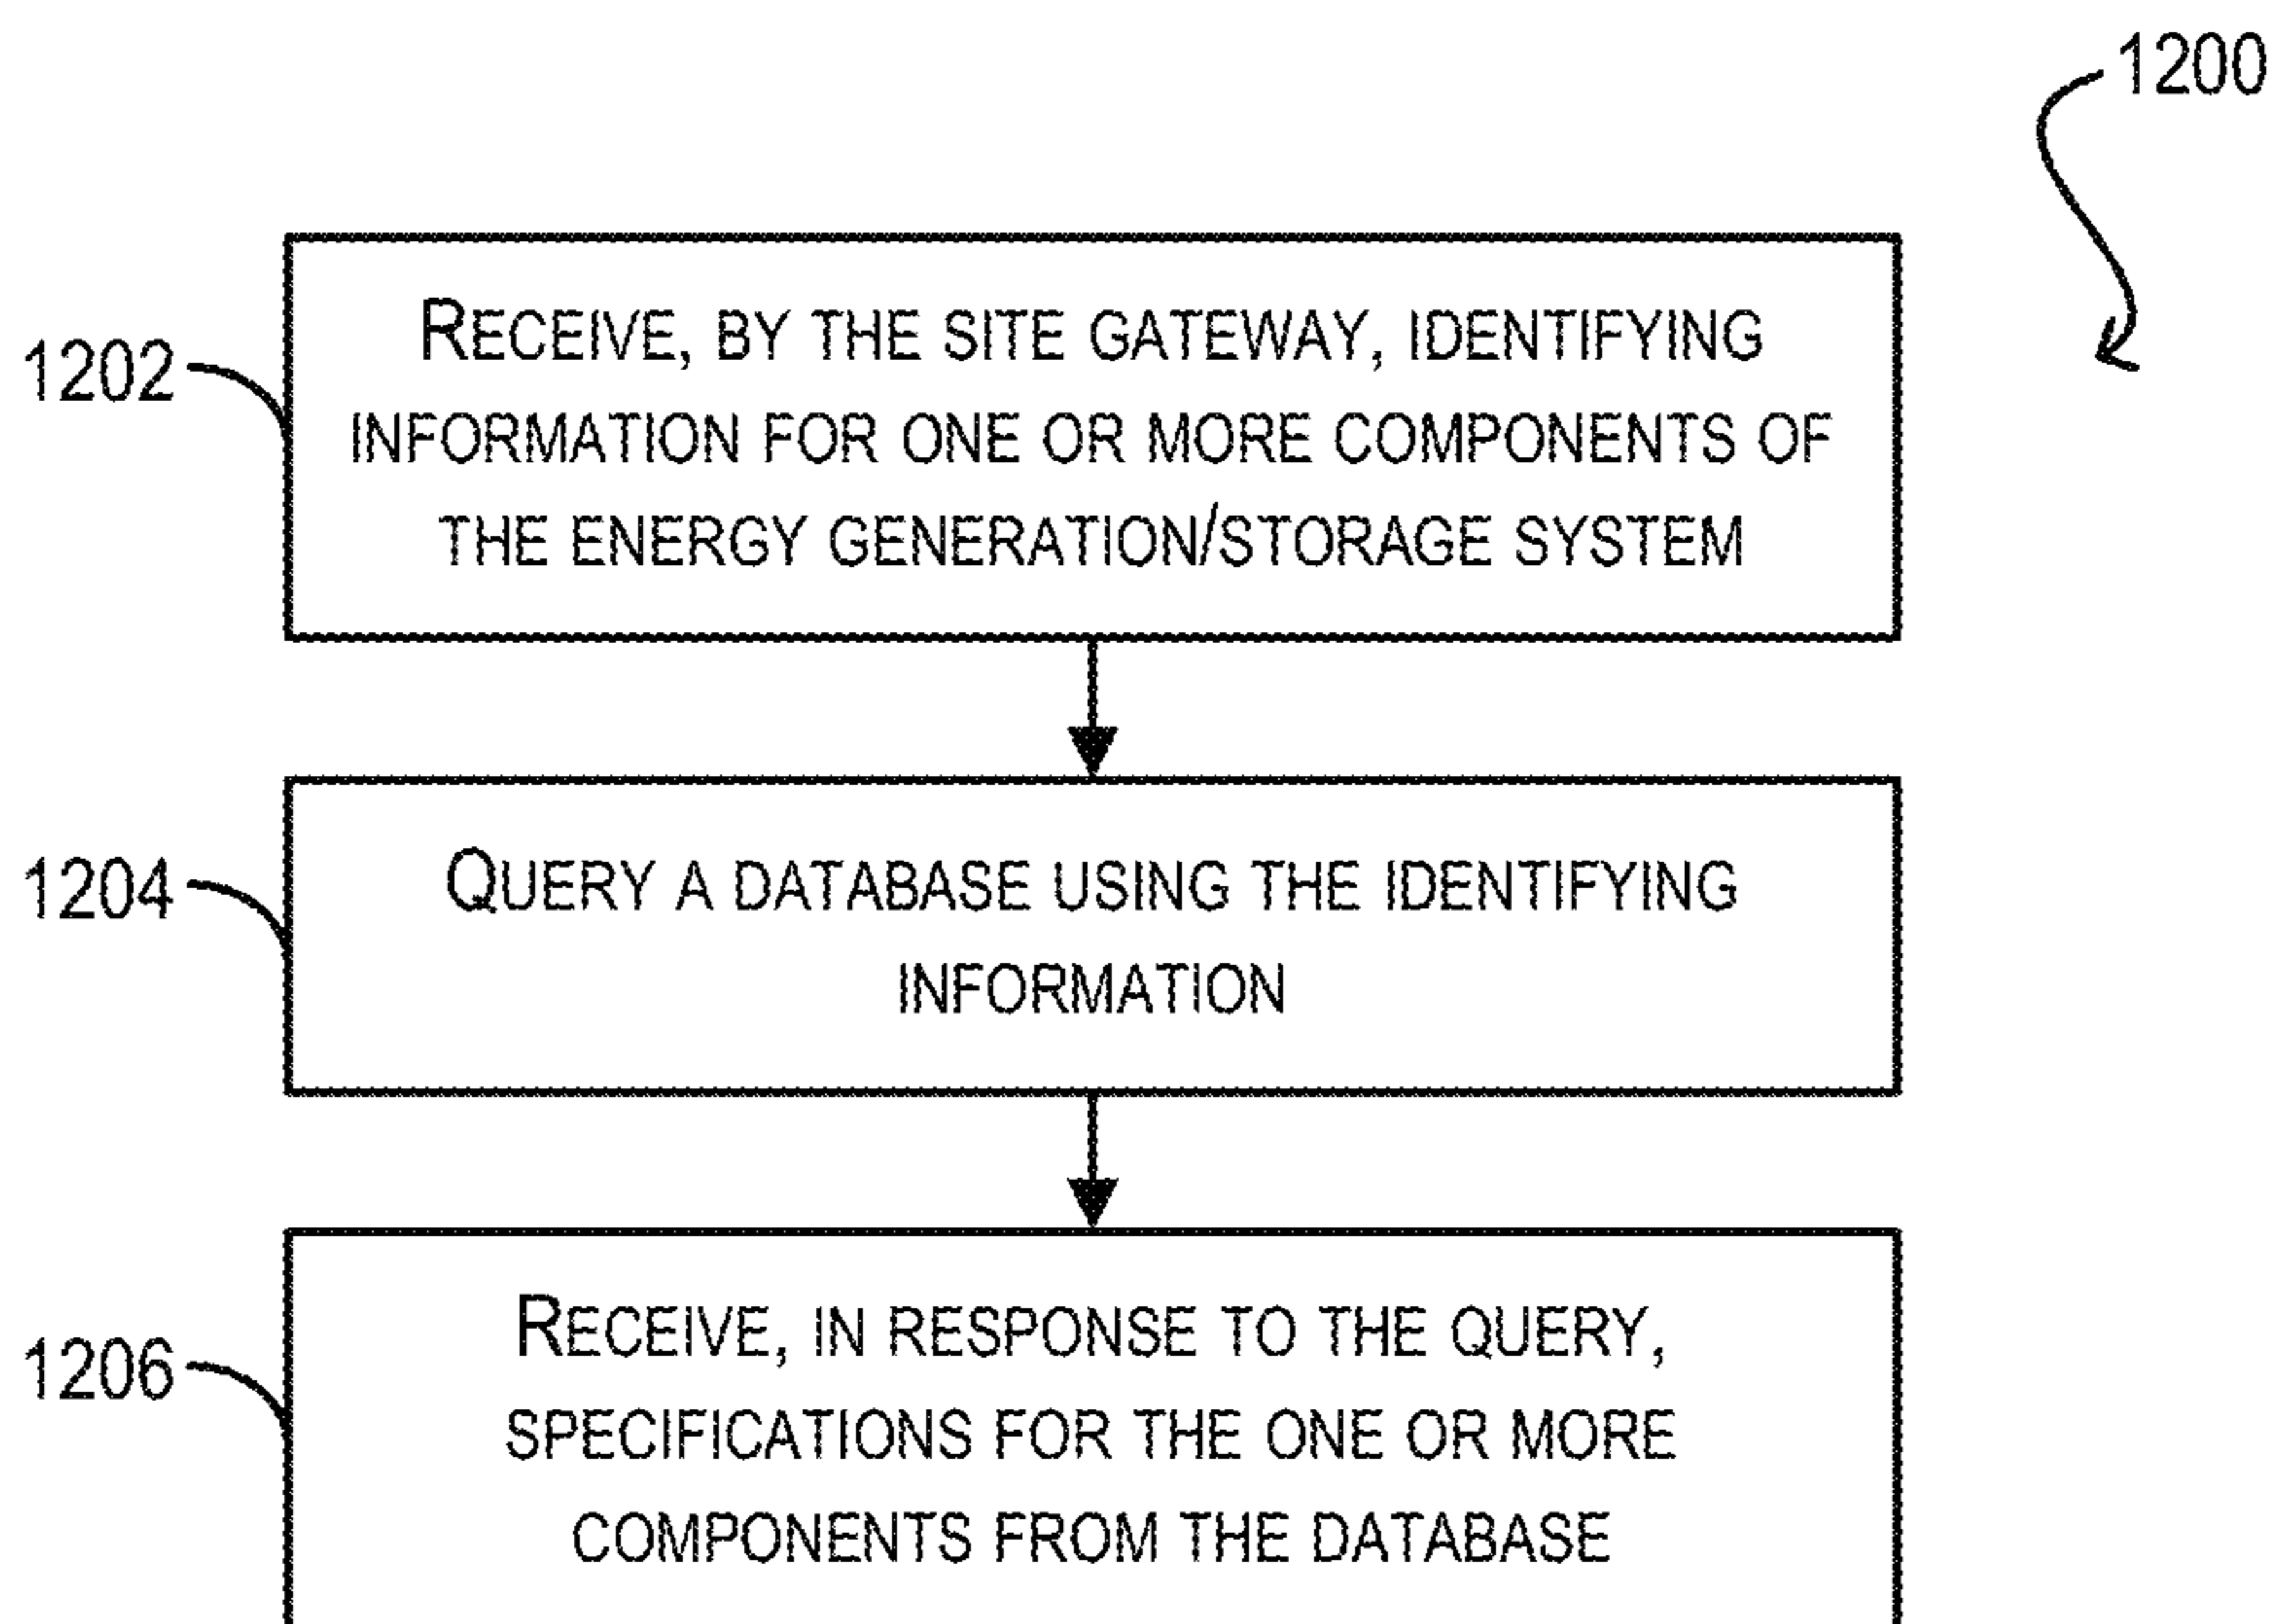 1200
1202
RECEIVE, BY THE SITE GATEWAY, IDENTIFYING
INFORMATION FOR ONE OR MORE COMPONENTS OF
THE ENERGY GENERATION/STORAGE SYSTEM
1204
QUERY A DATABASE USING THE IDENTIFYING
INFORMATION
1206
RECEIVE, IN RESPONSE TO THE QUERY,
SPECIFICATIONS FOR THE ONE OR MORE
COMPONENTS FROM THE DATABASE